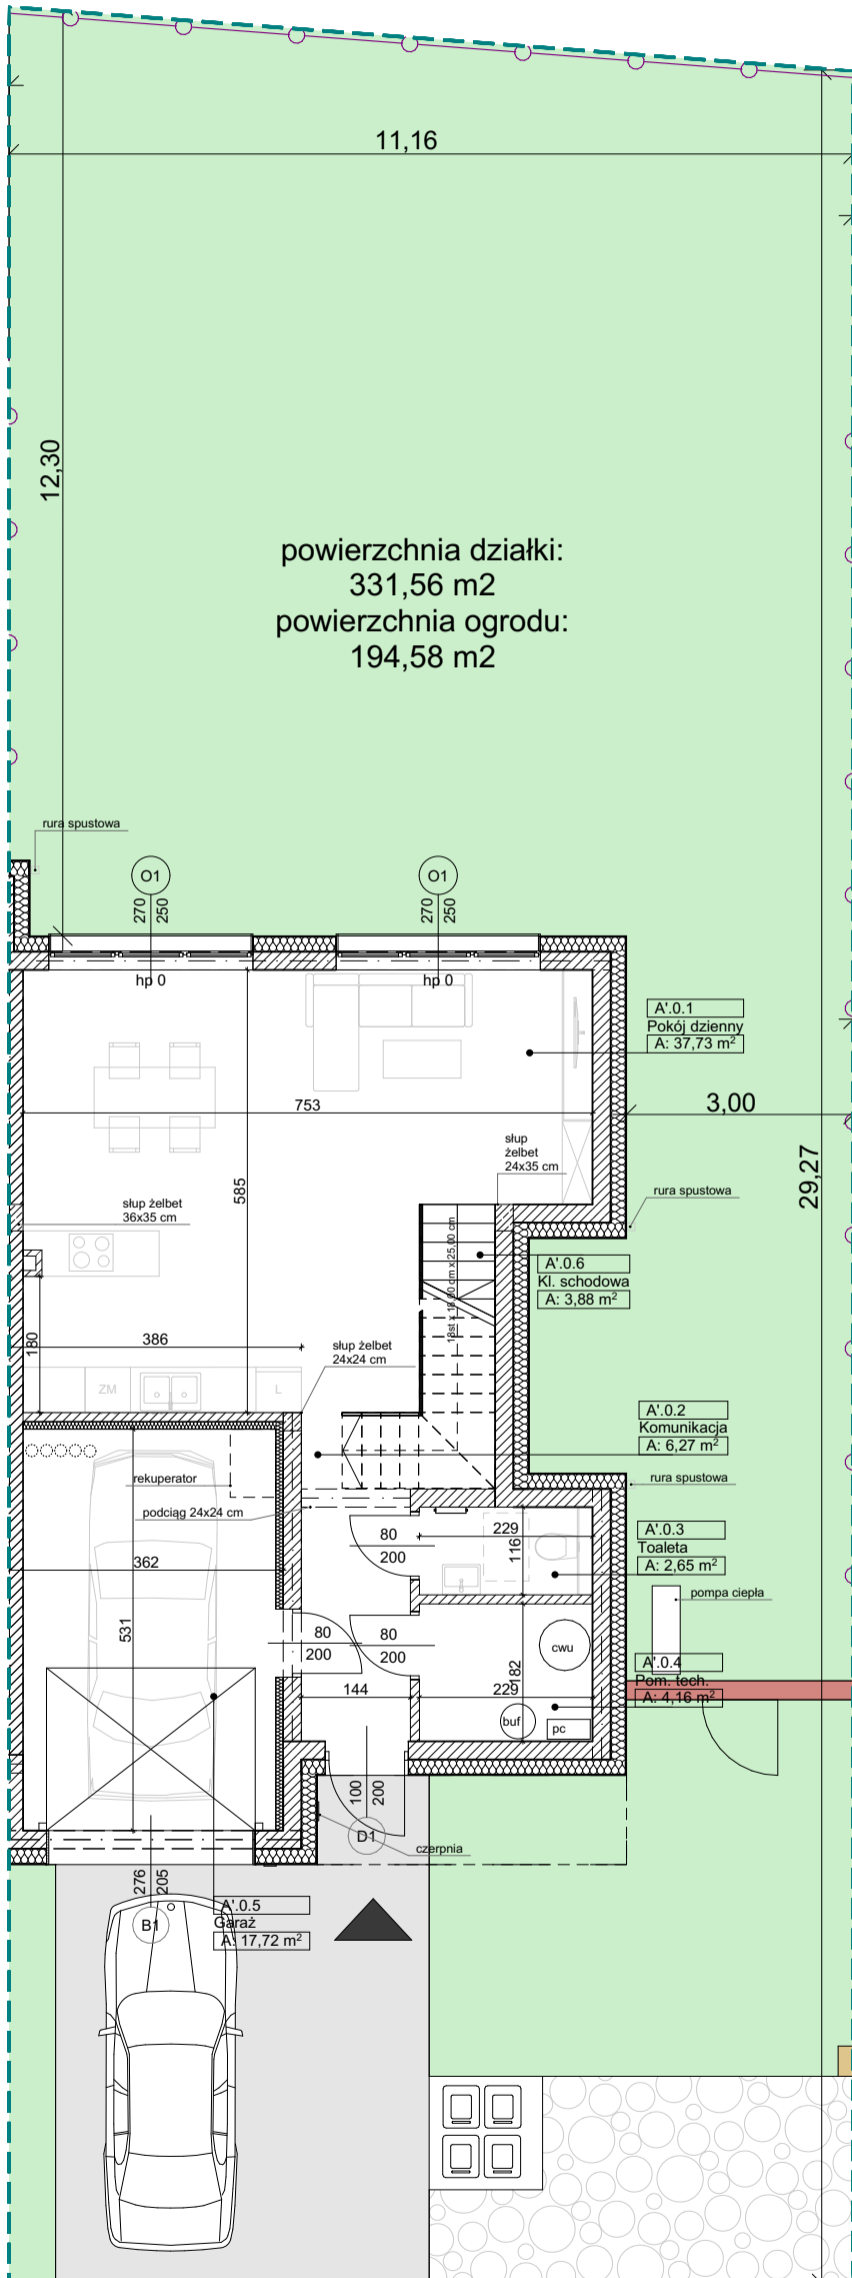 11,16
12,30
powierzchnia działki:
331,56 m2
powierzchnia ogrodu:
194,58 m2
rura spustowa
O1
270
250
hp 0
O1
270
250
hp 0
A'.0.1
Pokój dzienny
A: 37,73 m²
753
3,00
29,27
słup
żelbet
24x35 cm
585
rura spustowa
słup żelbet
36x35 cm
A'.0.6
Kl. schodowa
A: 3,88 m²
180
386
słup żelbet
24x24 cm
ZM
L
A'.0.2
Komunikacja
A: 6,27 m²
rekuperator
rura spustowa
podciąg 24x24 cm
80
200
229
116
A'.0.3
Toaleta
A: 2,65 m²
362
pompa ciepła
531
80
200
80
200
cwu
182
144
229
A'.0.4
Pom. tech.
A: 4,16 m²
buf
pc
100
200
D1
czerpnia
276
205
B1
A'.0.5
Garaż
A: 17,72 m²